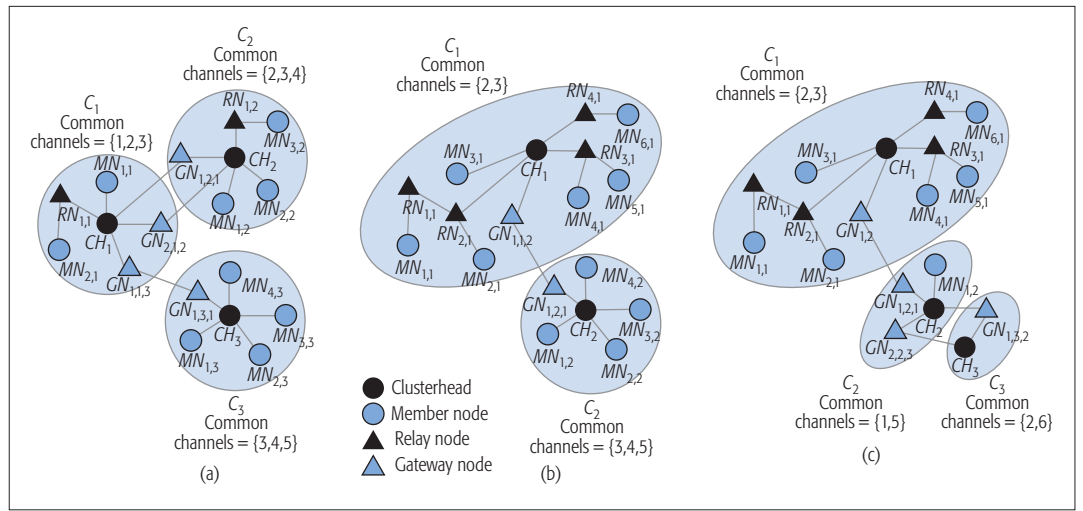 C2
Common
channels = {2,3,4}
RN1,2
MN3,2
CH2
GN1,2,1
MN2,2
MN1,2
C1
Common
channels = {1,2,3}
MN1,1
RN1,1
CH1
GN2,1,2
MN2,1
GN1,1,3
MN4,3
GN1,3,1
CH3
MN3,3
MN1,3
MN2,3
C3
Common
channels = {3,4,5}
(a)
C1
Common
channels = {2,3}
RN4,1
MN6,1
MN3,1
CH1
RN3,1
MN5,1
MN4,1
RN1,1
RN2,1
GN1,1,2
MN1,1
MN2,1
MN4,2
GN1,2,1
CH2
MN3,2
MN1,2
MN2,2
C2
Common
channels = {3,4,5}
(b)
Clusterhead
Member node
Relay node
Gateway node
C1
Common
channels = {2,3}
RN4,1
MN6,1
MN3,1
CH1
RN3,1
MN5,1
MN4,1
RN1,1
RN2,1
GN1,2
MN1,1
MN2,1
MN1,2
GN1,2,1
CH2
GN1,3,2
GN2,2,3
CH3
C2
Common
channels = {1,5}
C3
Common
channels = {2,6}
(c)